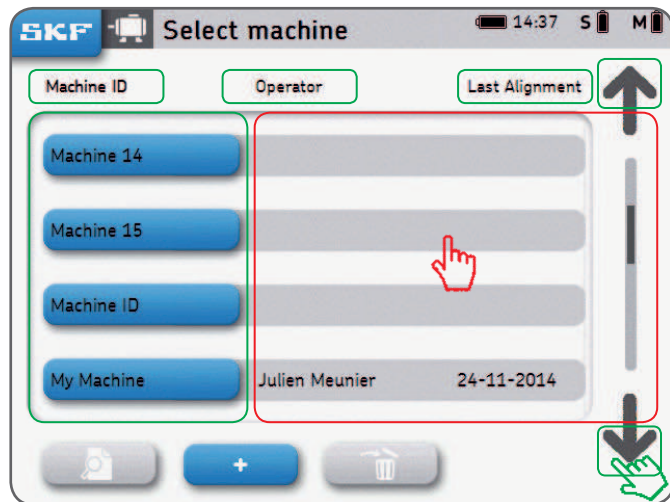 SKF Select machine 14:37 S M
Machine ID Operator Last Alignment
Machine 14
Machine 15
Machine ID
My Machine Julien Meunier 24-11-2014
+